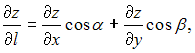 ∂z/∂l = ∂z/∂x cos α + ∂z/∂y cos β,